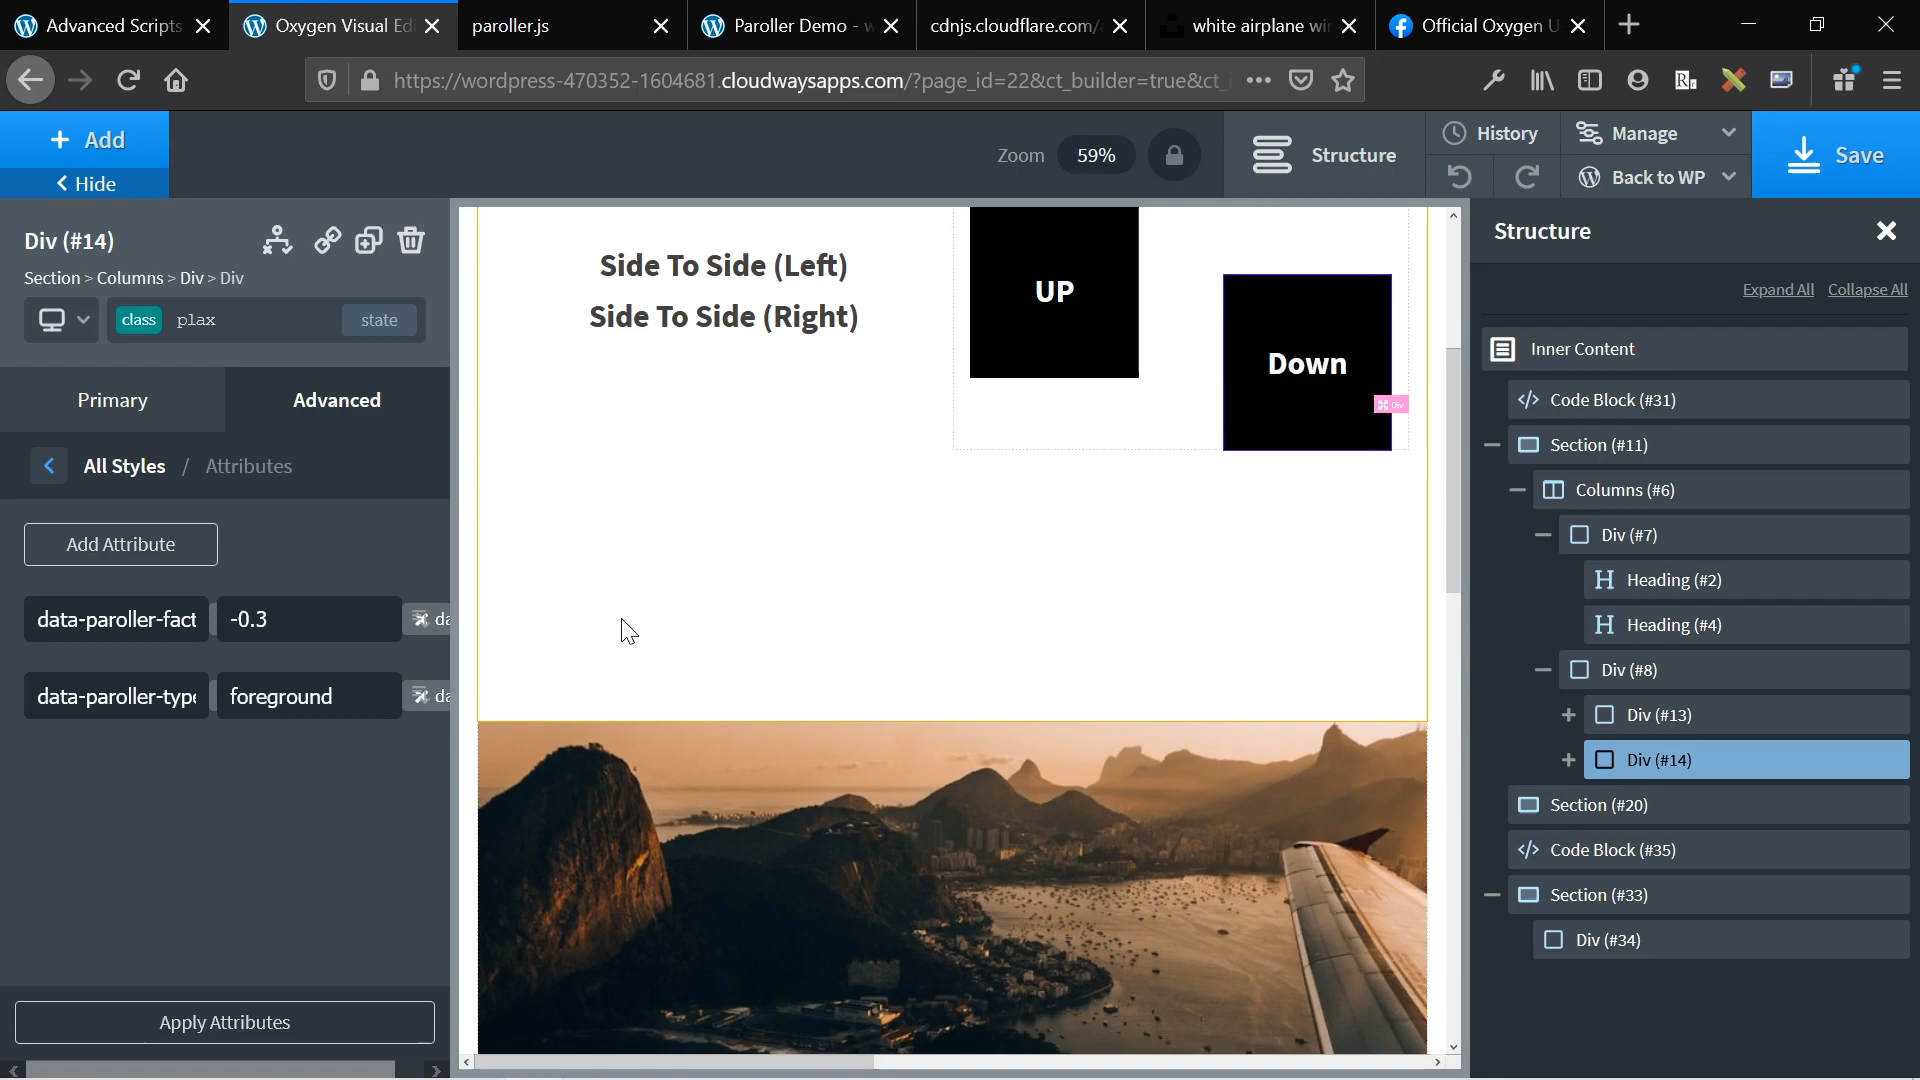 Advanced Scripts
Oxygen Visual Ed
paroller.js
Paroller Demo - w
cdnjs.cloudflare.com/
white airplane wi
Official Oxygen U
https://wordpress-470352-1604681.cloudwaysapps.com/?page_id=22&ct_builder=true&ct_i
+ Add
< Hide
Zoom
59%
Structure
History
Manage
Back to WP
Save
Div (#14)
Section > Columns > Div > Div
class
plax
state
Primary
Advanced
All Styles / Attributes
Add Attribute
data-paroller-fact
-0.3
da
data-paroller-type
foreground
da
Apply Attributes
Side To Side (Left)
Side To Side (Right)
UP
Down
Div
Structure
Expand All
Collapse All
Inner Content
Code Block (#31)
Section (#11)
Columns (#6)
Div (#7)
Heading (#2)
Heading (#4)
Div (#8)
Div (#13)
Div (#14)
Section (#20)
Code Block (#35)
Section (#33)
Div (#34)